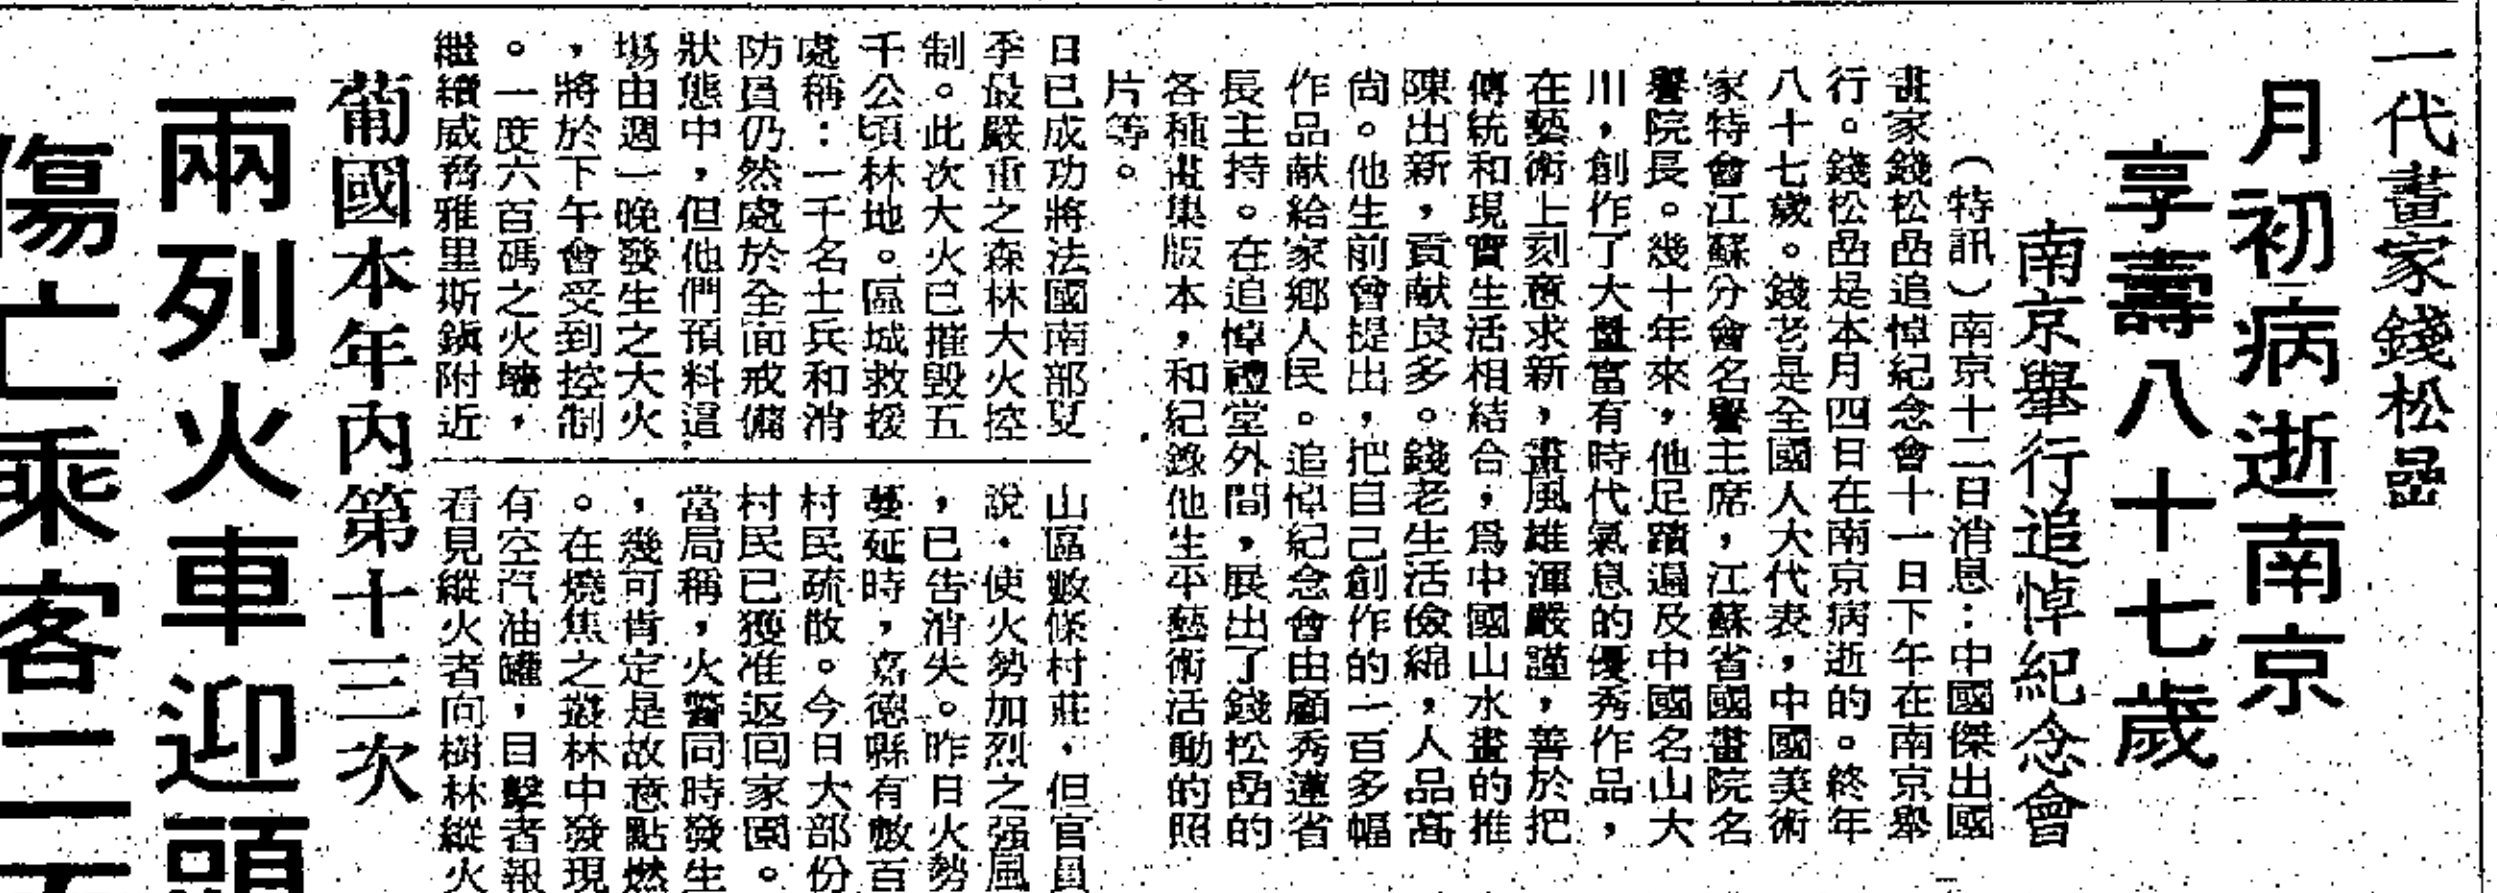 一代畫家錢松嵒
月初病逝南京
享壽八十七歲
南京舉行追悼紀念會
（特訊）南京十二日消息：中國傑出國
畫家錢松嵒追悼紀念會十一日下午在南京舉
行。錢松嵒是本月四日在南京病逝的。終年
八十七歲。錢老是全國人大代表，中國美術
家特會江蘇分會名譽主席，江蘇省國畫院名
譽院長。幾十年來，他足蹟遍及中國名山大
川，創作了大量富有時代氣息的優秀作品，
在藝術上刻意求新，畫風雄渾嚴謹，善於把
傳統和現實生活相結合，爲中國山水畫的推
陳出新，貢献良多。錢老生活儉綿，人品高
尙。他生前曾提出，把自己創作的一百多幅
作品献給家鄉人民。追悼紀念會由顧秀蓮省
長主持。在追悼禮堂外間，展出了錢松嵒的
各種畫集版本，和紀錄他生平藝術活動的照
片等。
日已成功將法國南部
季最嚴重之森林大火控
制。此次大火已摧毀五
千公頃林地。區城救援
處稱：一千名士兵和消
防員仍然處於全面戒備
狀態中，但他們預料這
場由週一晚發生之大火
，將於下午會受到控制
。一度六百碼之火墻，
繼續威脅雅里斯鎭附近
山區數條村莊，但官員
說，使火勢加烈之强風
，已告消失。昨日火勢
蔓延時，嘉德縣有數百
村民疏散。今日大部份
村民已獲准返回家園。
當局稱，火警同時發生
，幾可肯定是故意點燃
。在燒焦之叢林中發現
有空汽油罐，目擊者報
看見縱火者向樹林縱火
葡國本年內第十三次
兩列火車迎頭
傷亡乘客二百